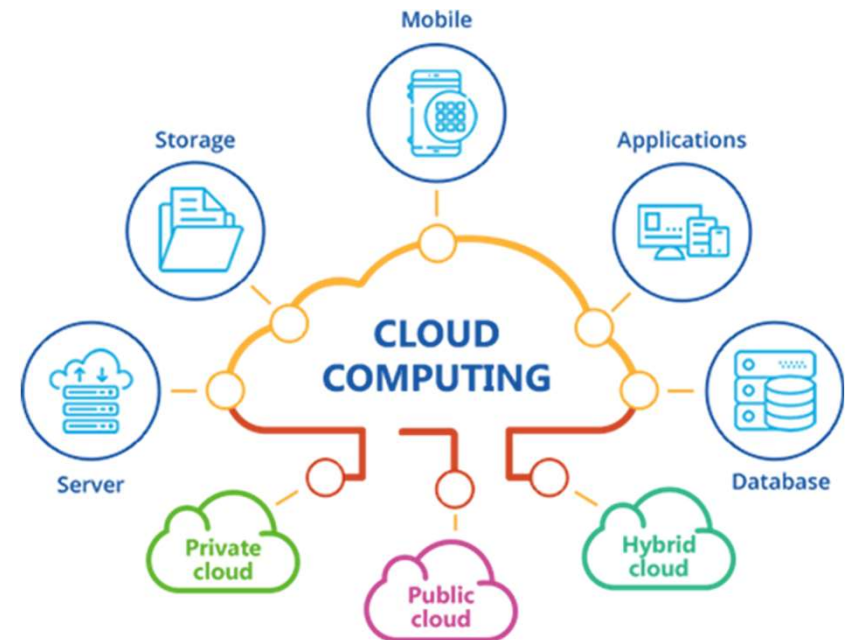 Mobile
Storage
Applications
CLOUD
COMPUTING
Server
Database
Private
cloud
Public
cloud
Hybrid
cloud